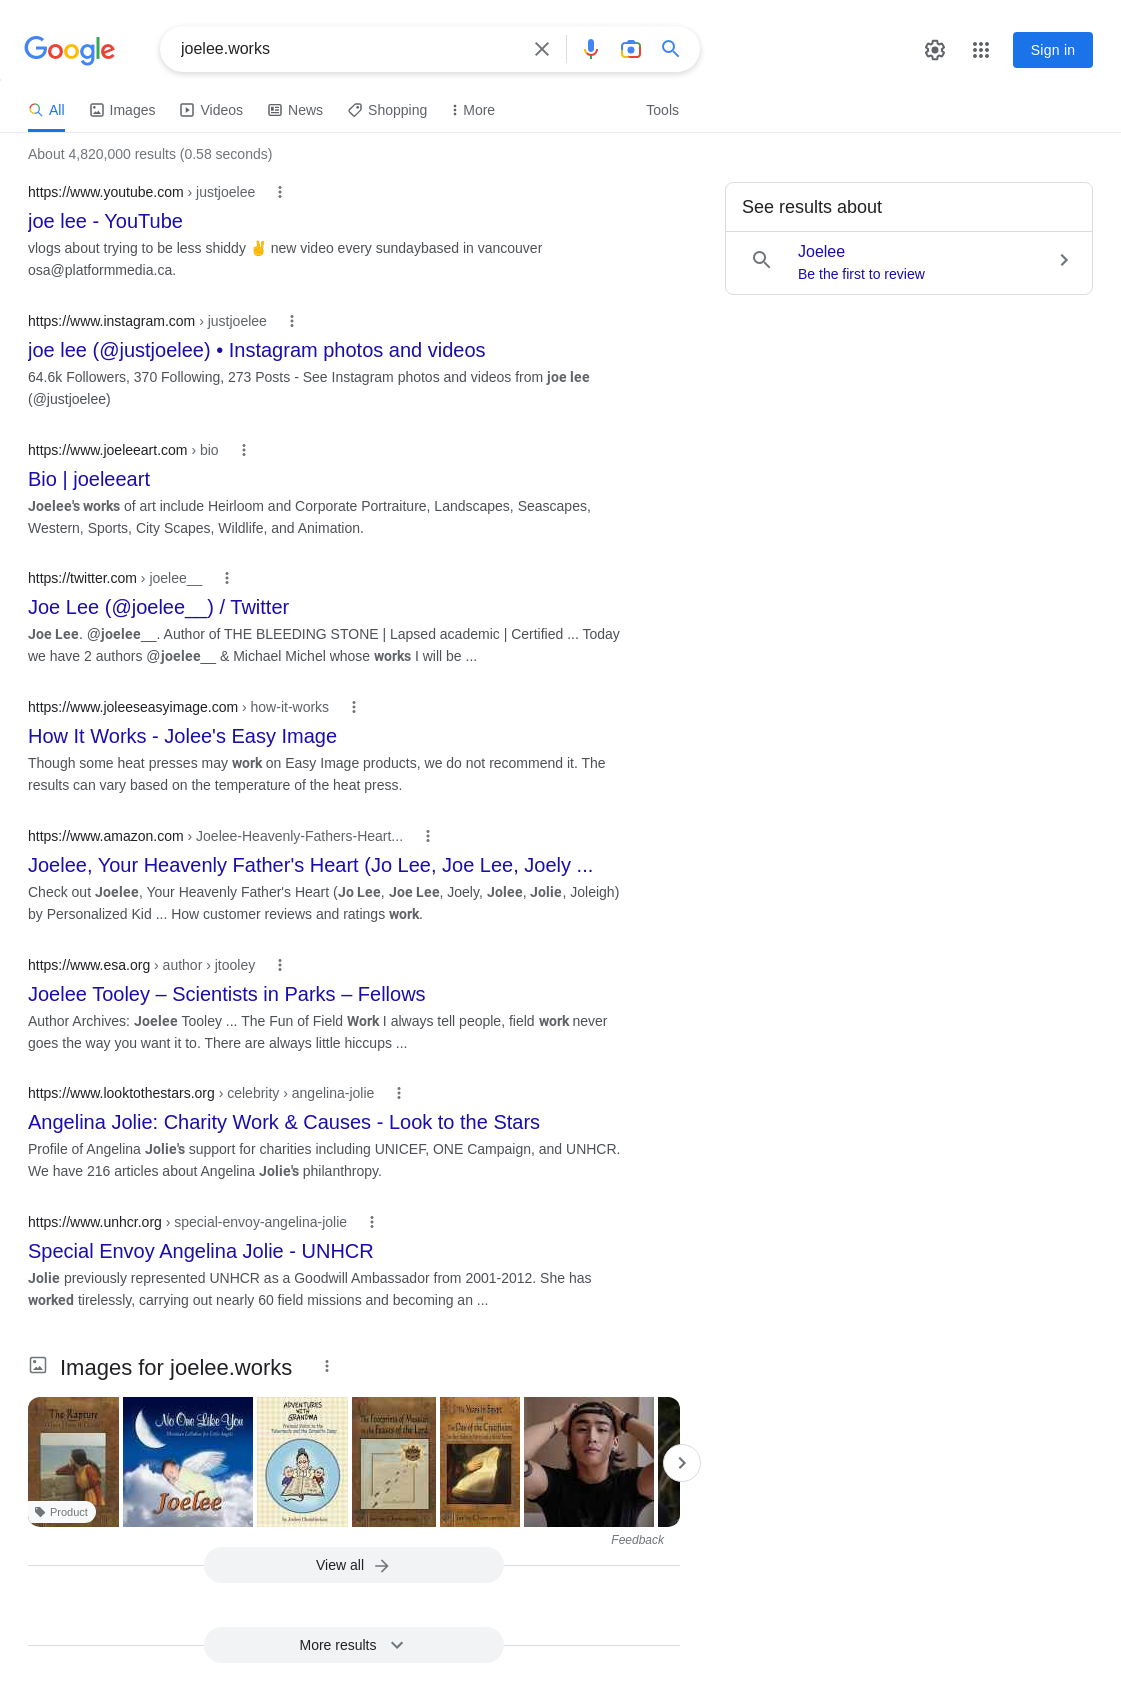 Google
joelee.works
Sign in
All
Images
Videos
News
Shopping
More
Tools
About 4,820,000 results (0.58 seconds)
https://www.youtube.com › justjoelee
joe lee - YouTube
vlogs about trying to be less shiddy ✌ new video every sundaybased in vancouver
osa@platformmedia.ca.
https://www.instagram.com › justjoelee
joe lee (@justjoelee) • Instagram photos and videos
64.6k Followers, 370 Following, 273 Posts - See Instagram photos and videos from joe lee
(@justjoelee)
https://www.joeleeart.com › bio
Bio | joeleeart
Joelee's works of art include Heirloom and Corporate Portraiture, Landscapes, Seascapes,
Western, Sports, City Scapes, Wildlife, and Animation.
https://twitter.com › joelee__
Joe Lee (@joelee__) / Twitter
Joe Lee. @joelee__. Author of THE BLEEDING STONE | Lapsed academic | Certified ... Today
we have 2 authors @joelee__ & Michael Michel whose works I will be ...
https://www.joleeseasyimage.com › how-it-works
How It Works - Jolee's Easy Image
Though some heat presses may work on Easy Image products, we do not recommend it. The
results can vary based on the temperature of the heat press.
https://www.amazon.com › Joelee-Heavenly-Fathers-Heart...
Joelee, Your Heavenly Father's Heart (Jo Lee, Joe Lee, Joely ...
Check out Joelee, Your Heavenly Father's Heart (Jo Lee, Joe Lee, Joely, Jolee, Jolie, Joleigh)
by Personalized Kid ... How customer reviews and ratings work.
https://www.esa.org › author › jtooley
Joelee Tooley – Scientists in Parks – Fellows
Author Archives: Joelee Tooley ... The Fun of Field Work I always tell people, field work never
goes the way you want it to. There are always little hiccups ...
https://www.looktothestars.org › celebrity › angelina-jolie
Angelina Jolie: Charity Work & Causes - Look to the Stars
Profile of Angelina Jolie's support for charities including UNICEF, ONE Campaign, and UNHCR.
We have 216 articles about Angelina Jolie's philanthropy.
https://www.unhcr.org › special-envoy-angelina-jolie
Special Envoy Angelina Jolie - UNHCR
Jolie previously represented UNHCR as a Goodwill Ambassador from 2001-2012. She has
worked tirelessly, carrying out nearly 60 field missions and becoming an ...
See results about
Joelee
Be the first to review
Images for joelee.works
The Rapture
No One Like You
Joelee
ADVENTURES
WITH
GRANDMA
The Footprints of Messiah
in the Feasts of the Lord
Product
Feedback
View all
More results